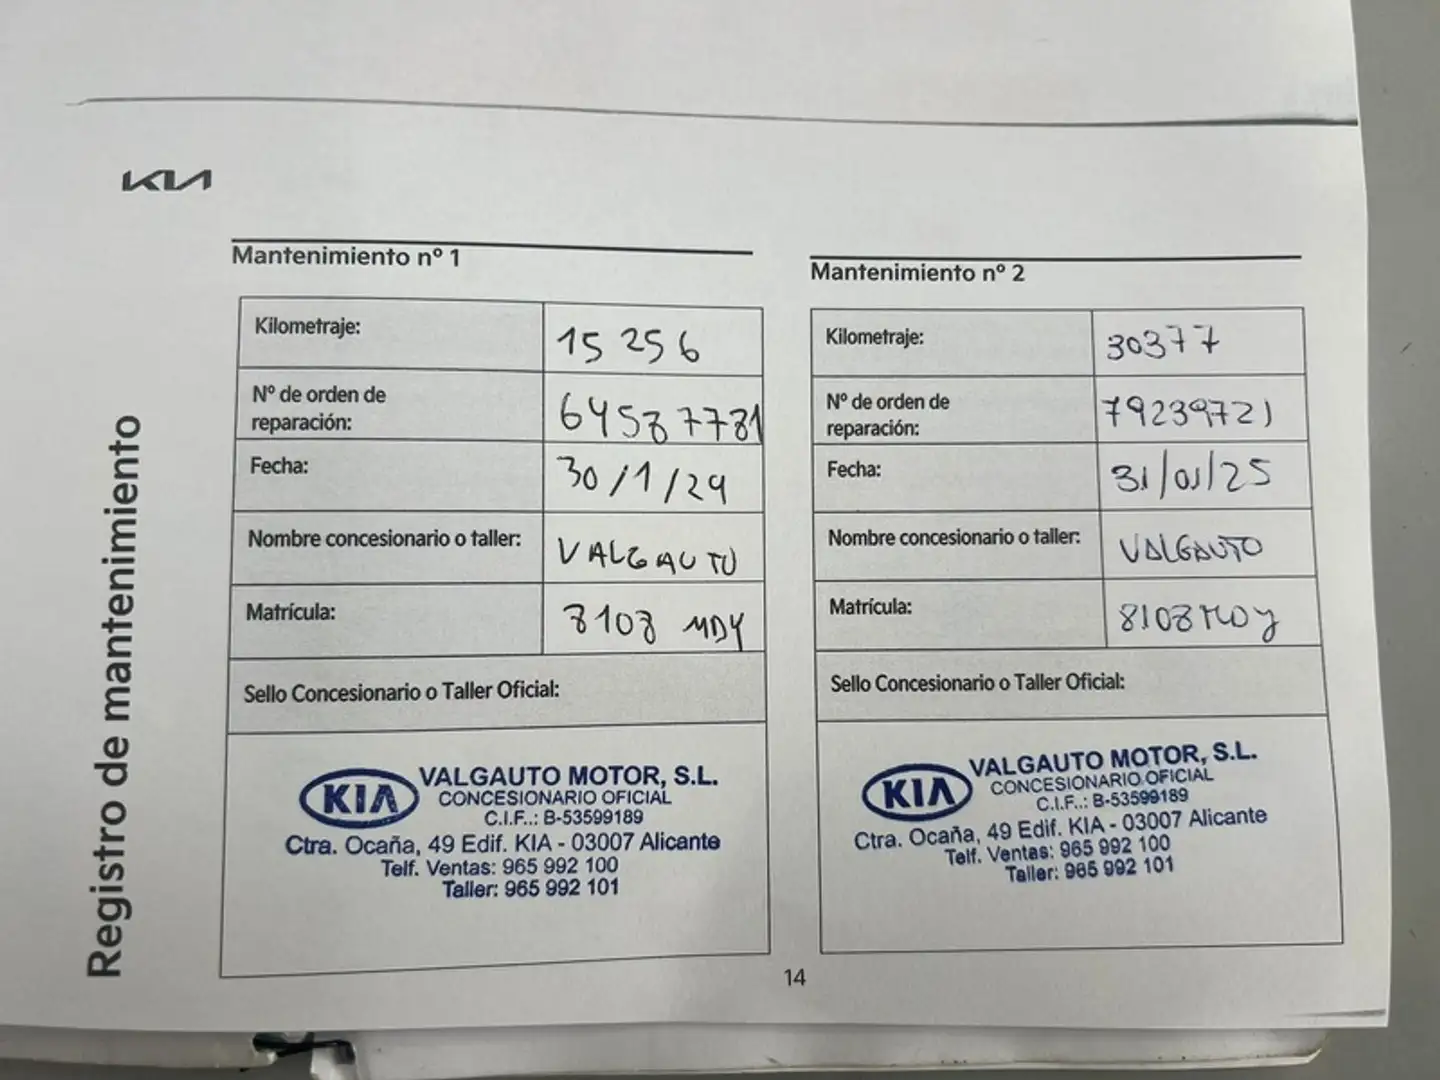 KIA
Registro de mantenimiento
Mantenimiento nº 1
Kilometraje: 15 256
Nº de orden de
reparación: 64587781
Fecha: 30/1/24
Nombre concesionario o taller: VALGAUTO
Matrícula: 8108 MDY
Sello Concesionario o Taller Oficial:
KIA VALGAUTO MOTOR, S.L.
CONCESIONARIO OFICIAL
C.I.F..: B-53599189
Ctra. Ocaña, 49 Edif. KIA - 03007 Alicante
Telf. Ventas: 965 992 100
Taller: 965 992 101
Mantenimiento nº 2
Kilometraje: 30377
Nº de orden de
reparación: 79239721
Fecha: 31/01/25
Nombre concesionario o taller: VALGAUTO
Matrícula: 8108MDY
Sello Concesionario o Taller Oficial:
KIA VALGAUTO MOTOR, S.L.
CONCESIONARIO OFICIAL
C.I.F..: B-53599189
Ctra. Ocaña, 49 Edif. KIA - 03007 Alicante
Telf. Ventas: 965 992 100
Taller: 965 992 101
14